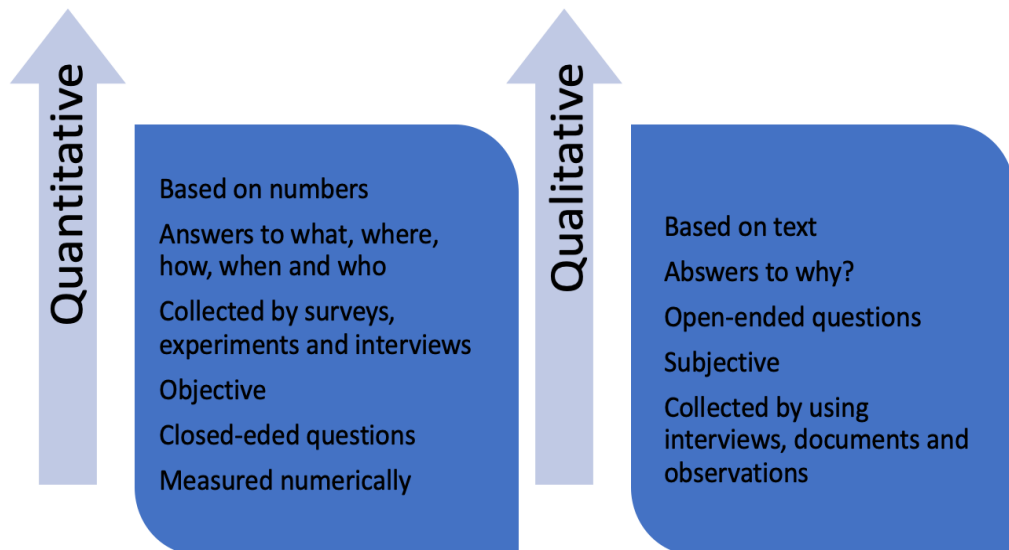 Quantitative
Based on numbers
Answers to what, where,
how, when and who
Collected by surveys,
experiments and interviews
Objective
Closed-eded questions
Measured numerically
Qualitative
Based on text
Abswers to why?
Open-ended questions
Subjective
Collected by using
interviews, documents and
observations